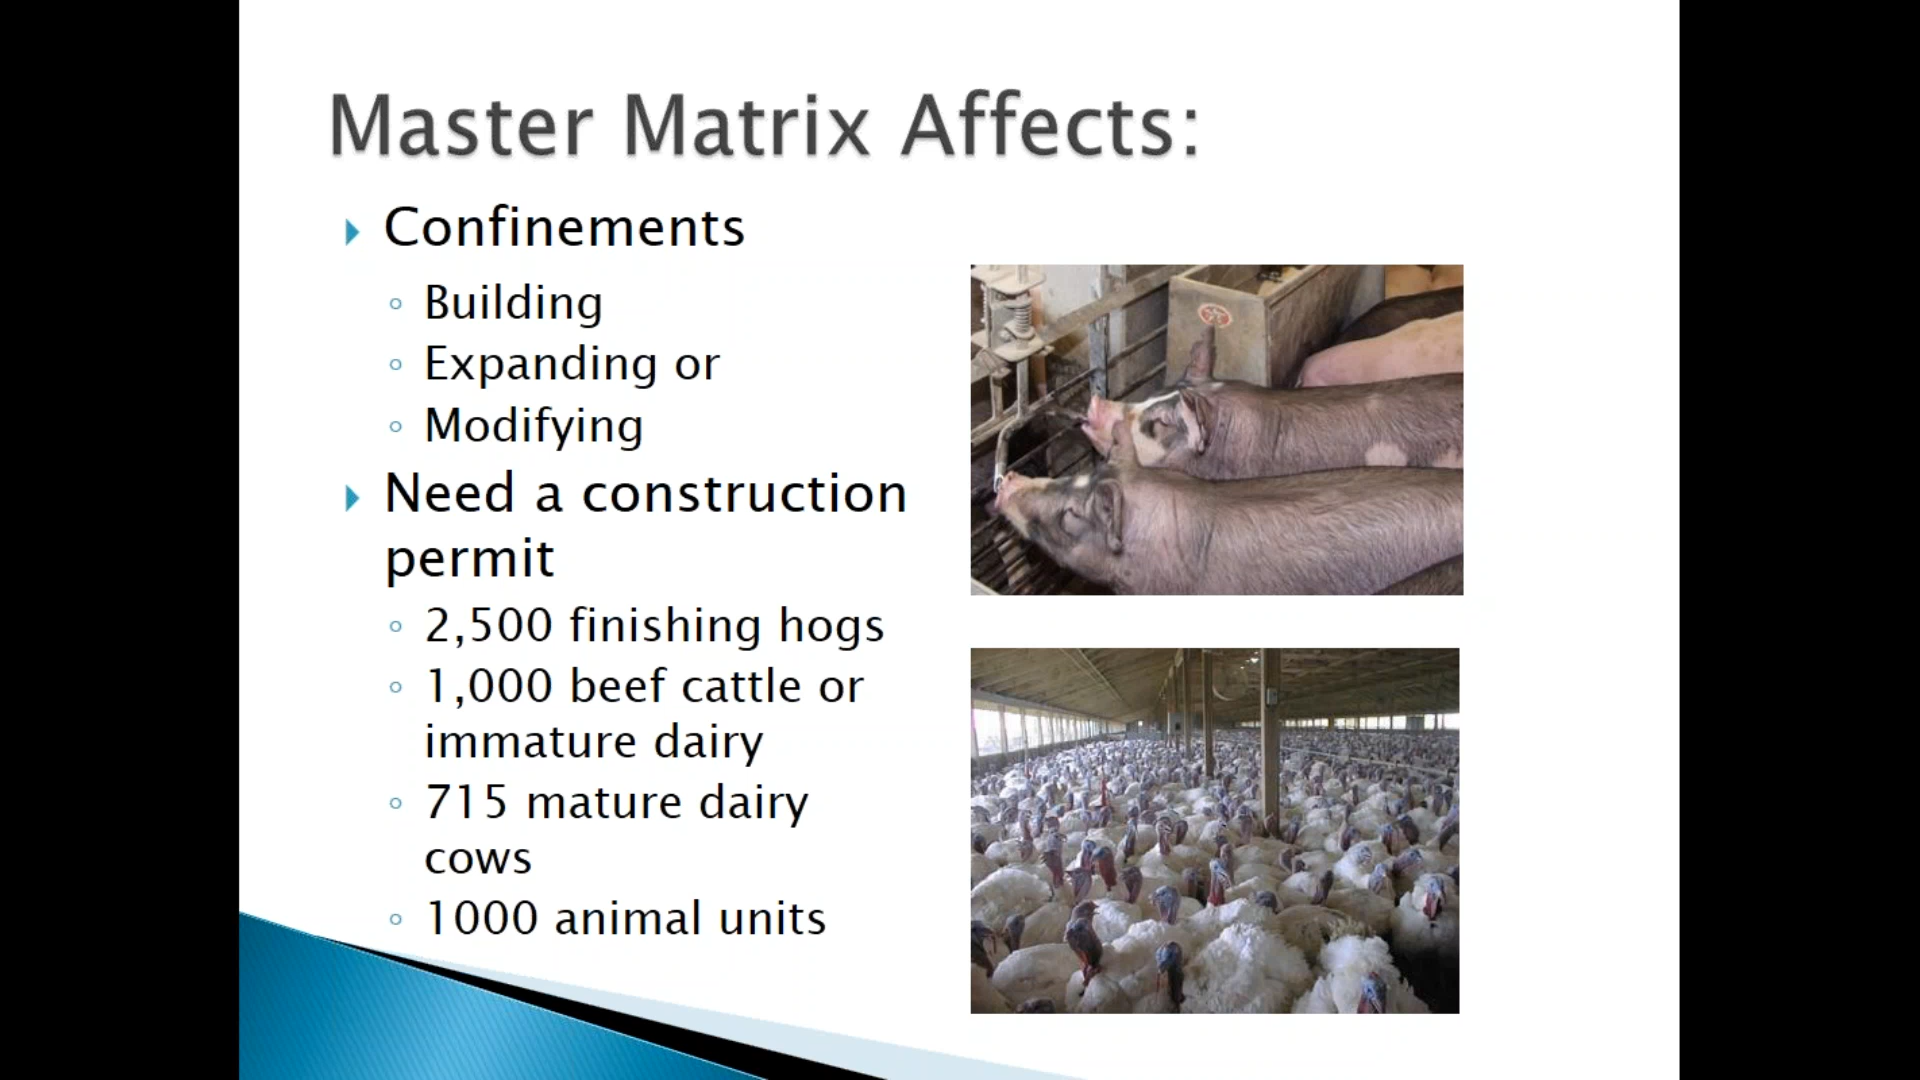 Master Matrix Affects:
Confinements
Building
Expanding or
Modifying
Need a construction
permit
2,500 finishing hogs
1,000 beef cattle or
immature dairy
715 mature dairy
cows
1000 animal units